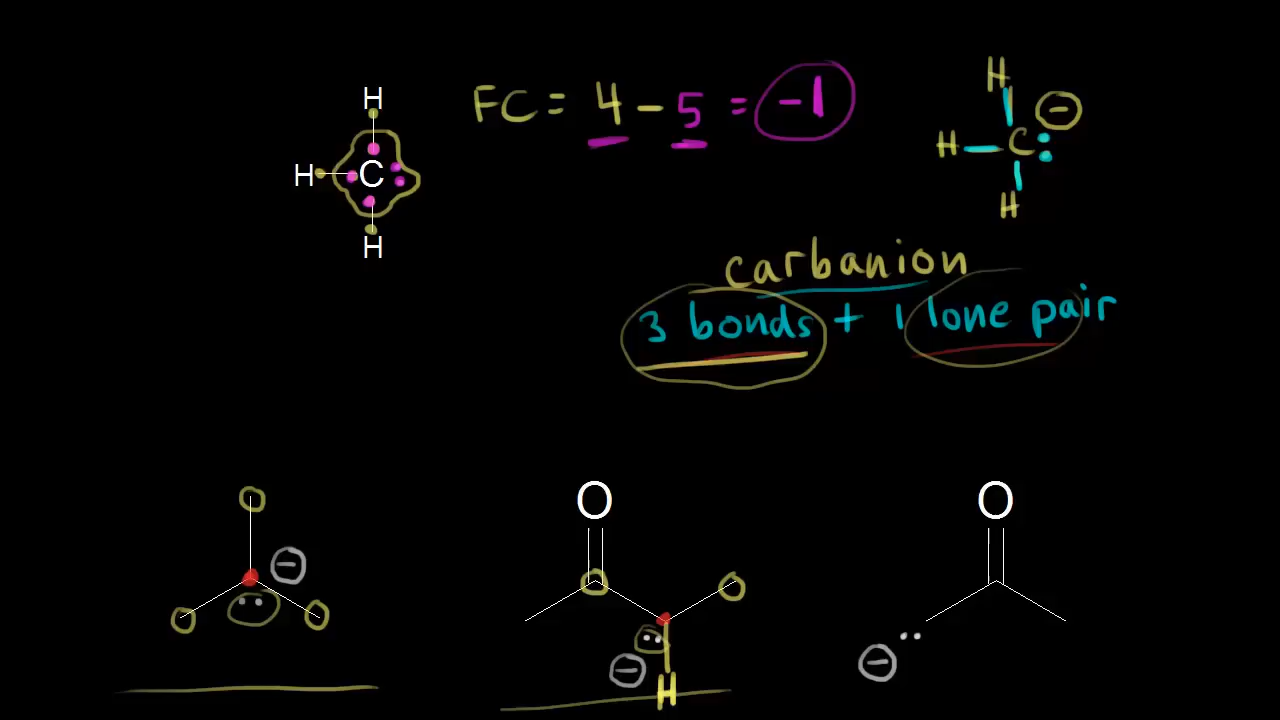 H
H C
H
FC = 4 - 5 = -1
H
H C :
H
carbanion
3 bonds + 1 lone pair
O
H
O